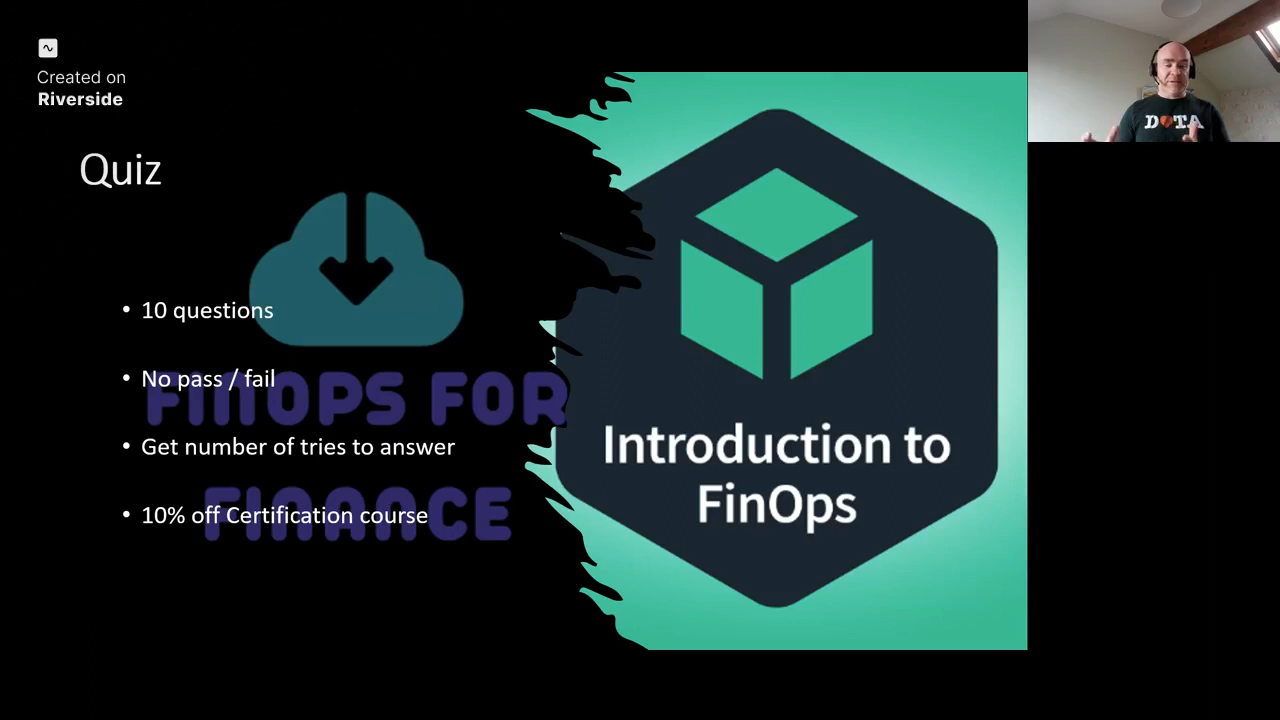 Created on
Riverside
Quiz
• 10 questions
• No pass / fail
• Get number of tries to answer
• 10% off Certification course
FINOPS FOR
FINANCE
Introduction to
FinOps
DOTA